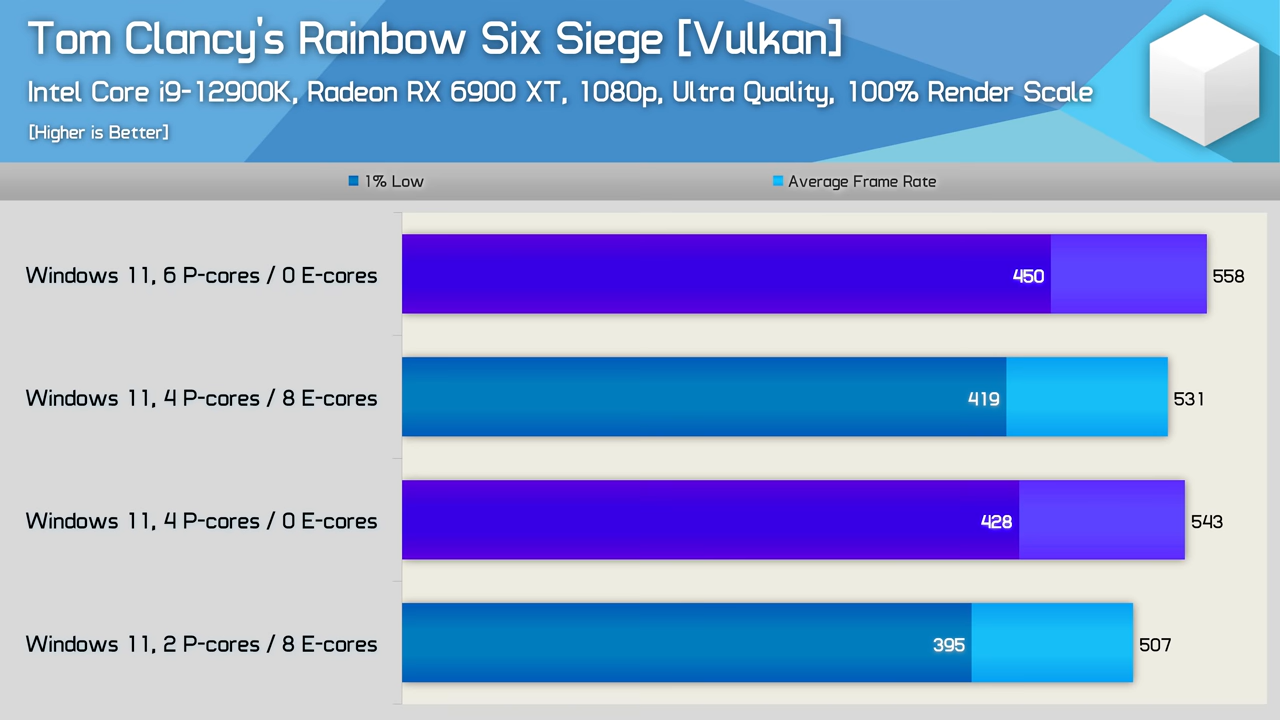 Tom Clancy's Rainbow Six Siege [Vulkan]
Intel Core i9-12900K, Radeon RX 6900 XT, 1080p, Ultra Quality, 100% Render Scale
[Higher is Better]
1% Low
Average Frame Rate
Windows 11, 6 P-cores / 0 E-cores
450
558
Windows 11, 4 P-cores / 8 E-cores
419
531
Windows 11, 4 P-cores / 0 E-cores
428
543
Windows 11, 2 P-cores / 8 E-cores
395
507